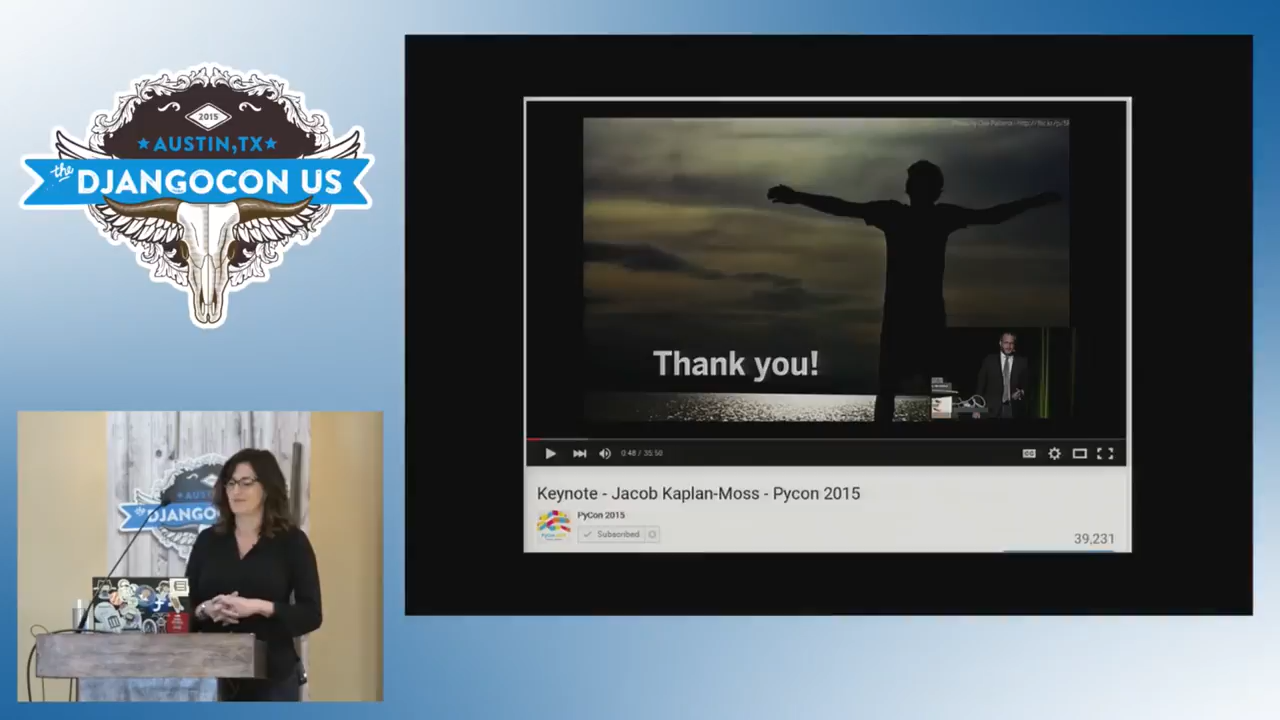 2015
AUSTIN,TX
the
DJANGOCON US
Thank you!
0:48 / 35:50
Keynote - Jacob Kaplan-Moss - Pycon 2015
PyCon 2015
Subscribed
39,231
DJANGO